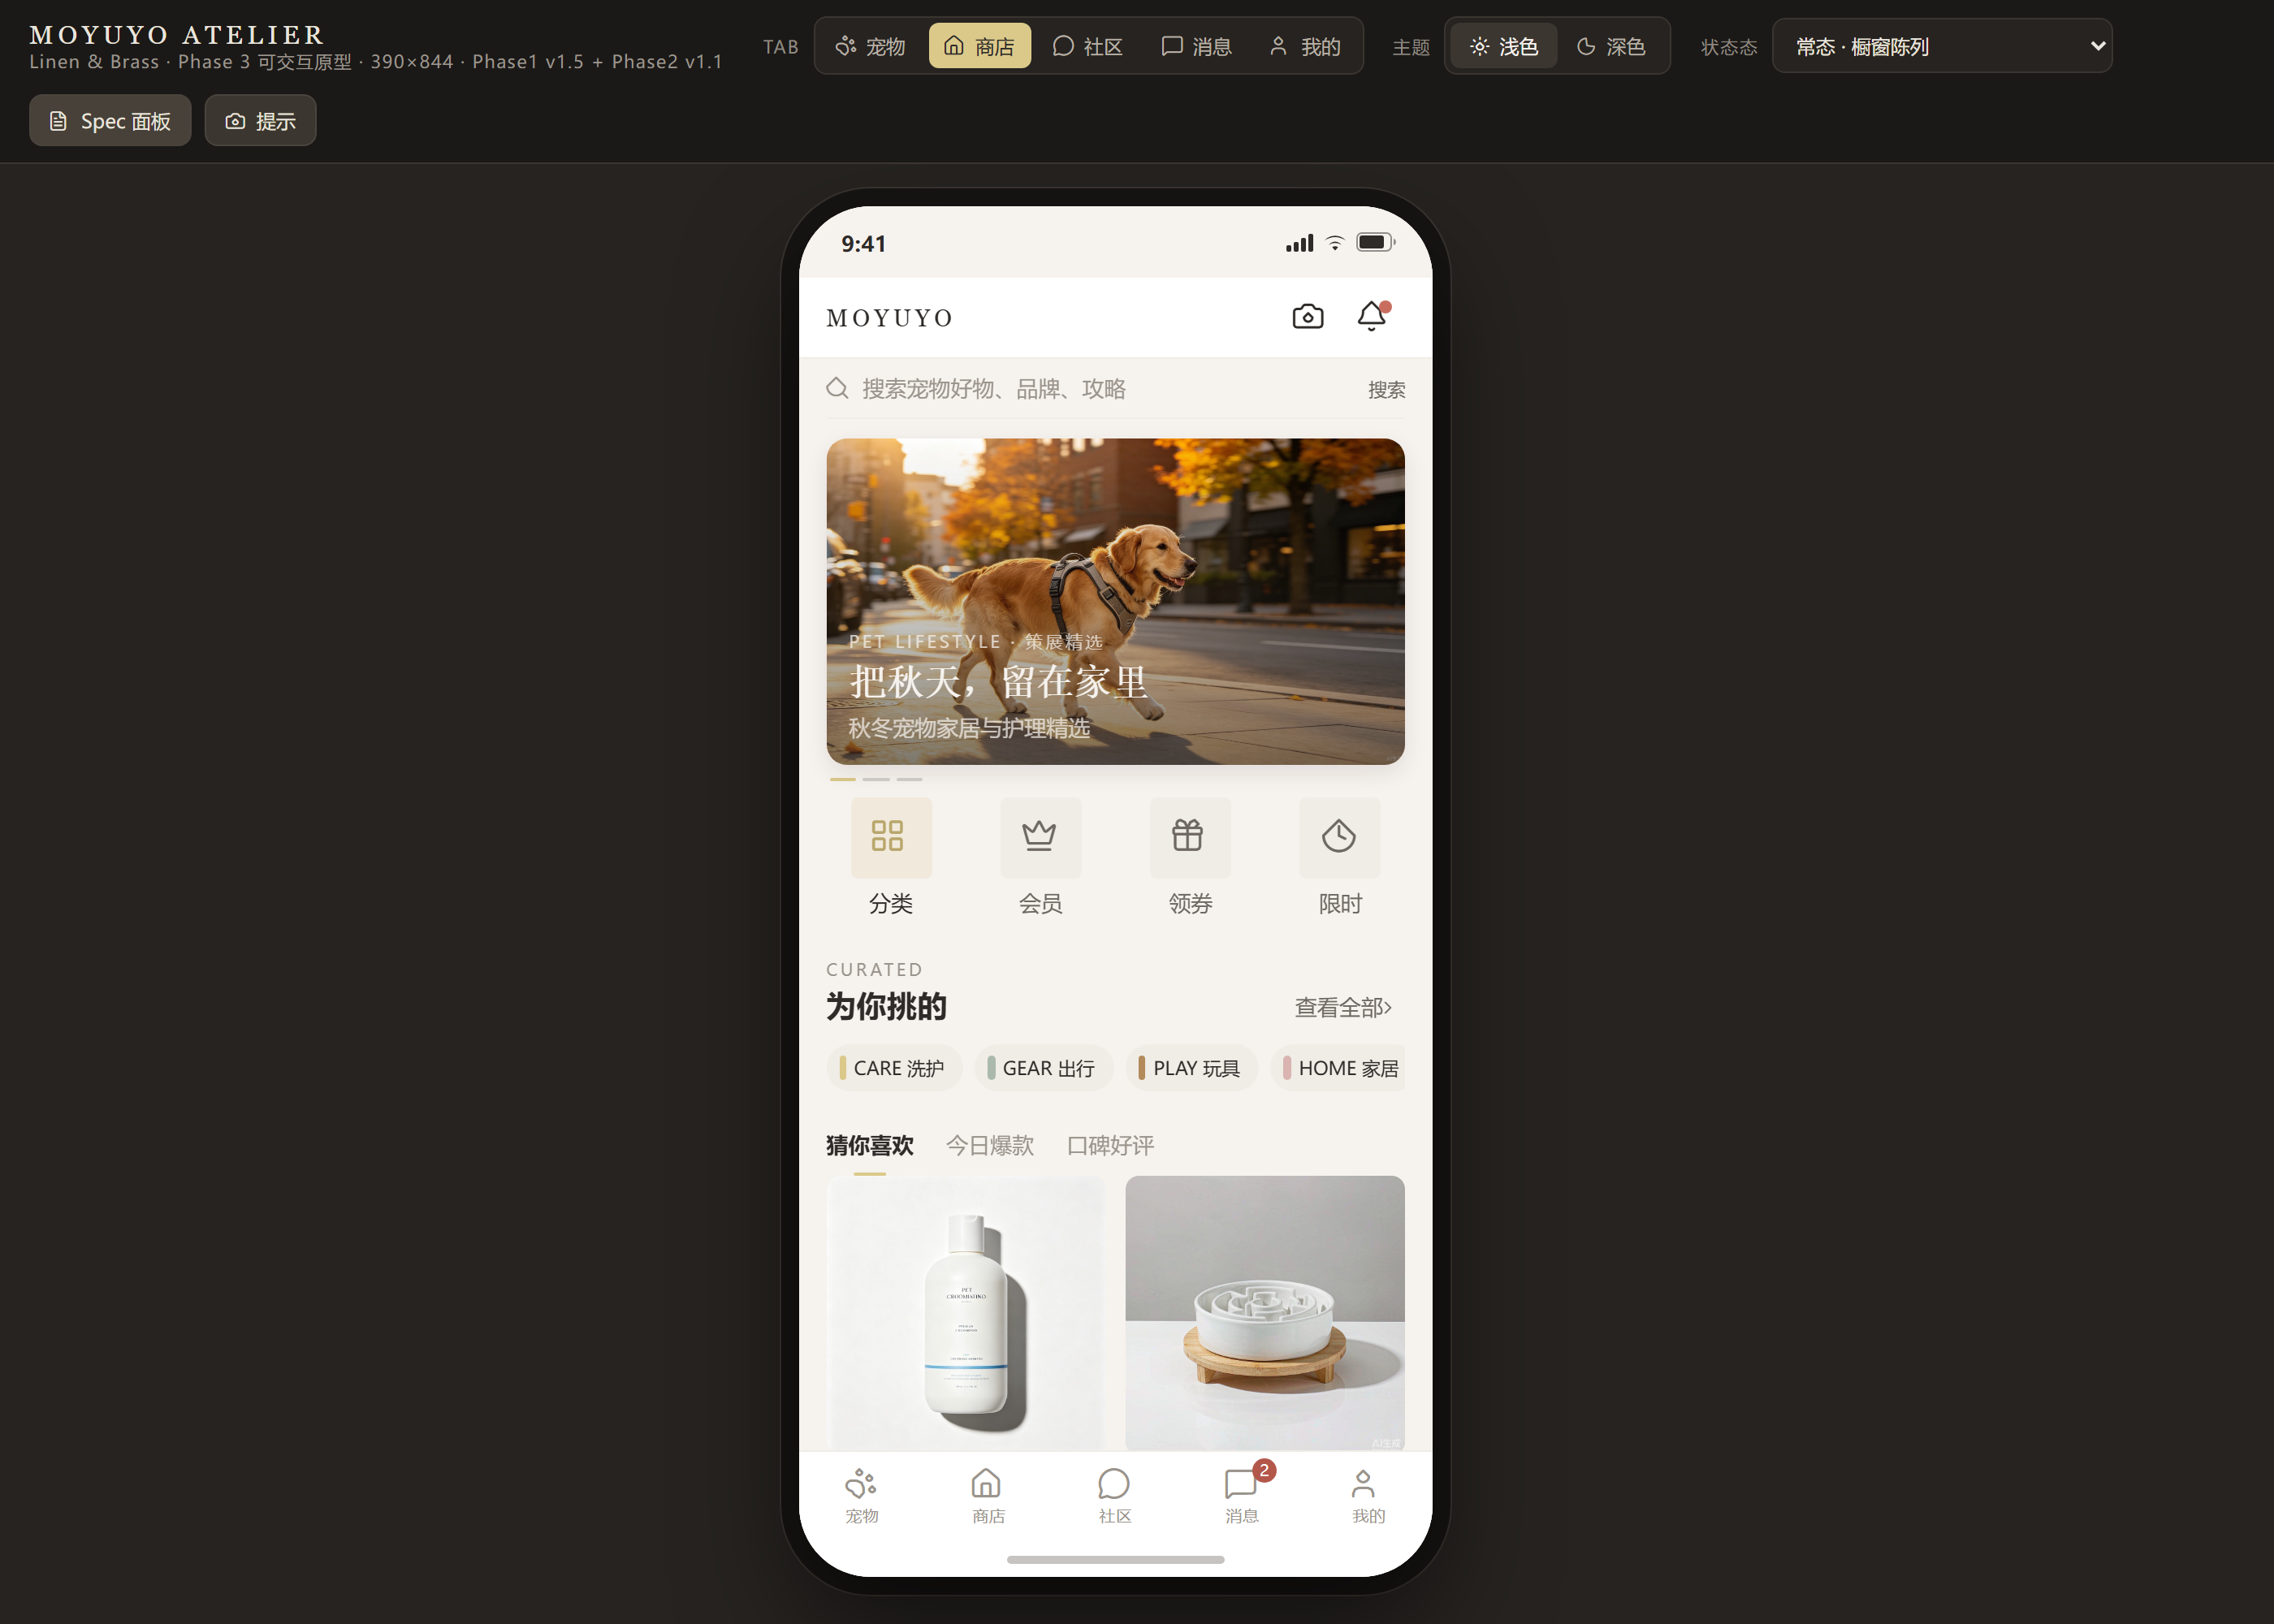 MOYUYO ATELIER
Linen & Brass · Phase 3 可交互原型 · 390×844 · Phase1 v1.5 + Phase2 v1.1
TAB 宠物 商店 社区 消息 我的 主题 浅色 深色 状态态 常态 · 橱窗陈列
Spec 面板 提示
9:41
MOYUYO
搜索宠物好物、品牌、攻略 搜索
PET LIFESTYLE · 策展精选
把秋天，留在家里
秋冬宠物家居与护理精选
分类 会员 领券 限时
CURATED
为你挑的 查看全部
CARE 洗护 GEAR 出行 PLAY 玩具 HOME 家居
猜你喜欢 今日爆款 口碑好评
PET
AI生成
2
宠物 商店 社区 消息 我的